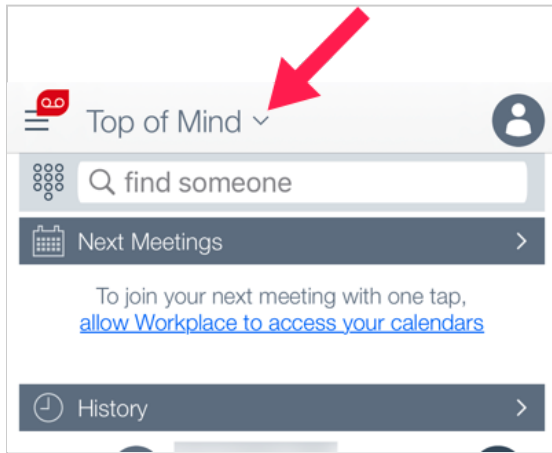 Top of Mind
find someone
Next Meetings
To join your next meeting with one tap,
allow Workplace to access your calendars
History